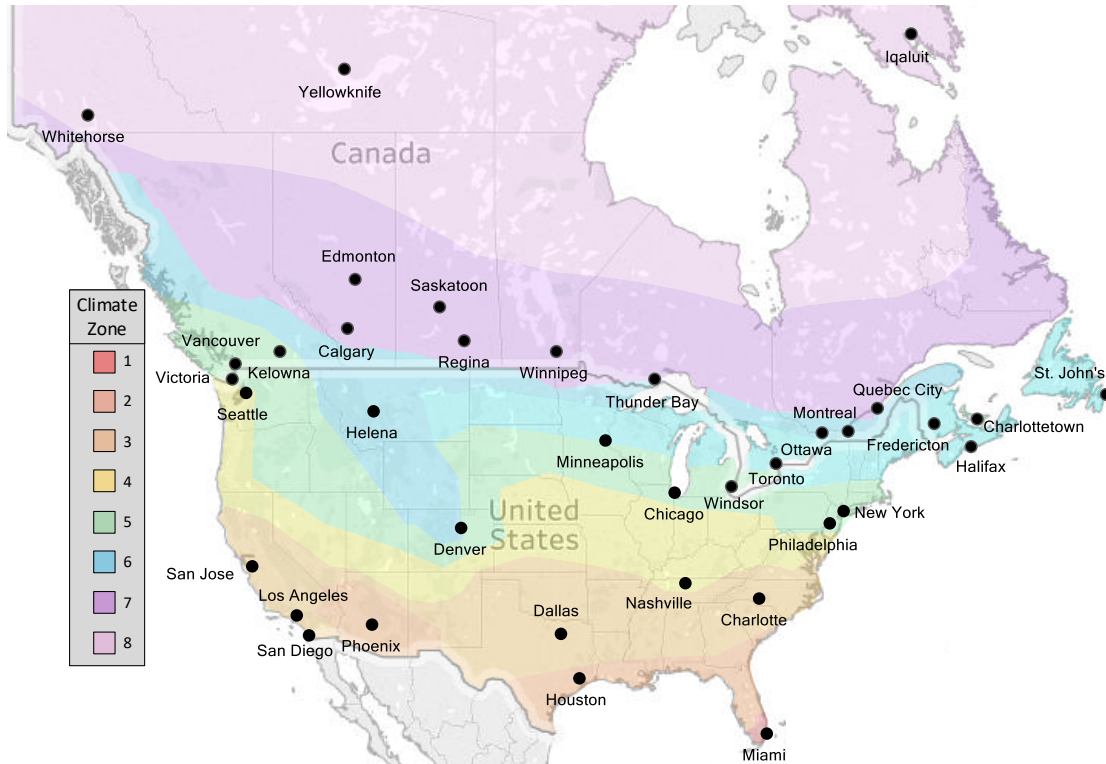 Iqaluit
Yellowknife
Whitehorse
Canada
Edmonton
Saskatoon
Climate
Zone
1
2
3
4
5
6
7
8
Vancouver
Calgary
Regina
Winnipeg
Kelowna
Victoria
Seattle
Helena
Thunder Bay
Minneapolis
Quebec City
Montreal
Ottawa
Toronto
Windsor
Fredericton
St. John's
Charlottetown
Halifax
Chicago
United
States
New York
Philadelphia
Denver
San Jose
Los Angeles
San Diego
Phoenix
Dallas
Nashville
Charlotte
Houston
Miami